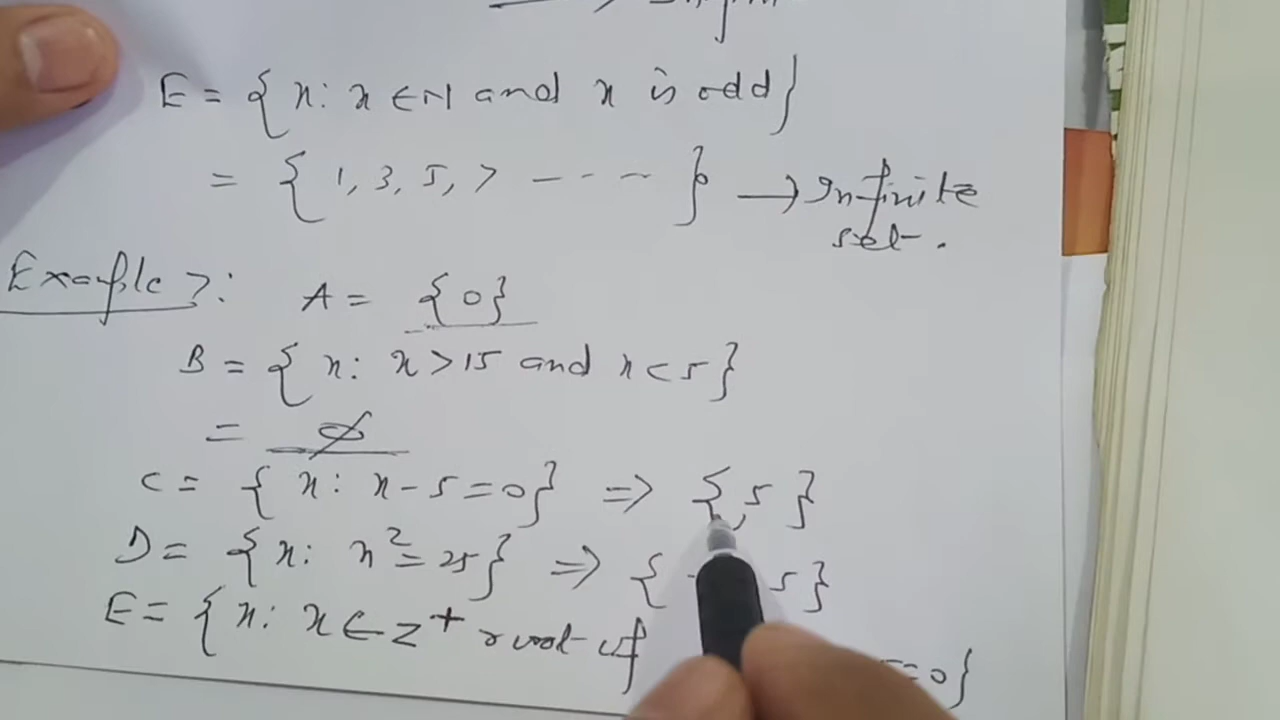 E = {x: x ∈ N and x is odd}
= {1, 3, 5, 7 ----} → Infinite set.
Example 7: A = {0}
B = {x: x > 15 and x < 5}
= ϕ
C = {x: x-5=0} ⇒ {5}
D = {x: x² = 25} ⇒ { 5}
E = {x: x ∈ Z⁺ root of =0}